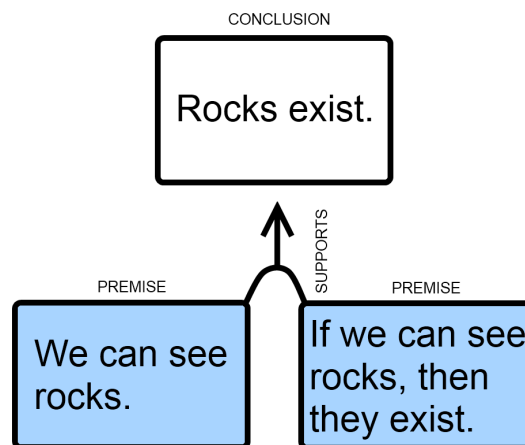 CONCLUSION
Rocks exist.
SUPPORTS
PREMISE
We can see
rocks.
PREMISE
If we can see
rocks, then
they exist.